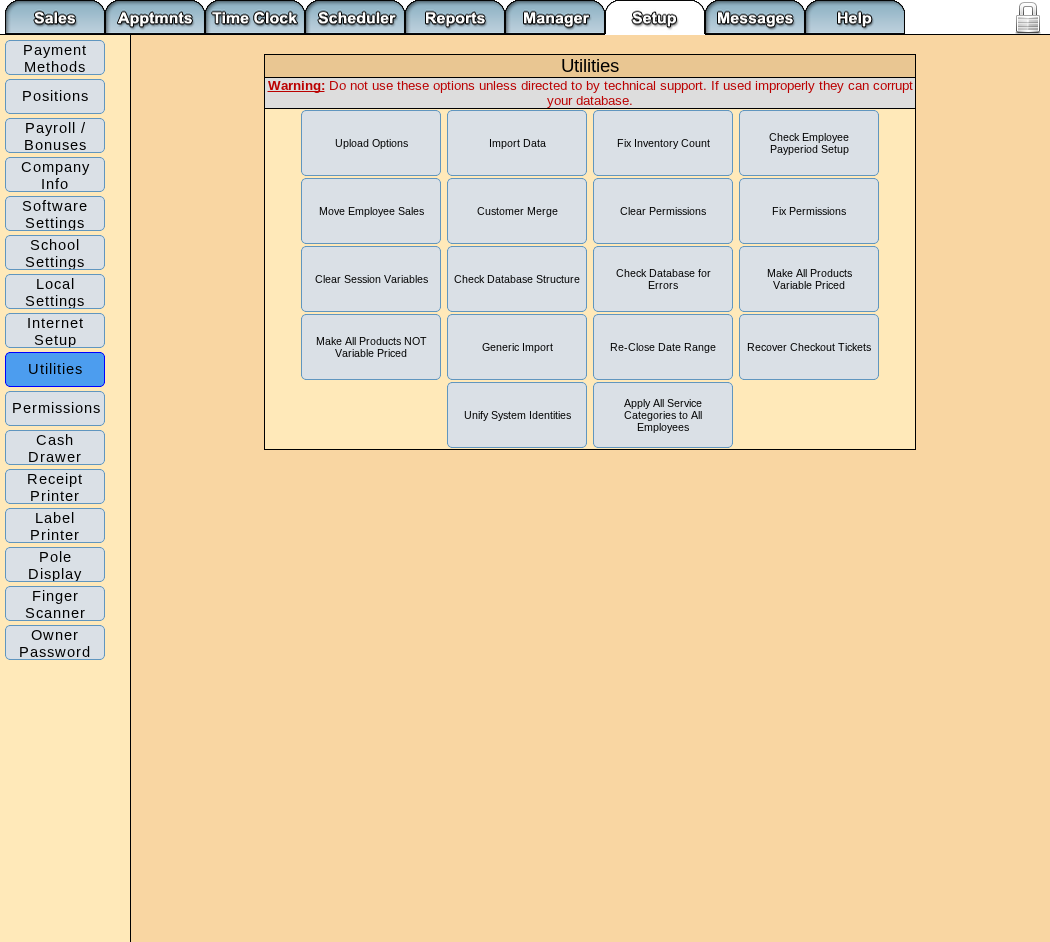 Sales Apptmnts Time Clock Scheduler Reports Manager Setup Messages Help
Payment
Methods
Positions
Payroll /
Bonuses
Company
Info
Software
Settings
School
Settings
Local
Settings
Internet
Setup
Utilities
Permissions
Cash
Drawer
Receipt
Printer
Label
Printer
Pole
Display
Finger
Scanner
Owner
Password
Utilities
Warning: Do not use these options unless directed to by technical support. If used improperly they can corrupt
your database.
Upload Options
Import Data
Fix Inventory Count
Check Employee
Payperiod Setup
Move Employee Sales
Customer Merge
Clear Permissions
Fix Permissions
Clear Session Variables
Check Database Structure
Check Database for
Errors
Make All Products
Variable Priced
Make All Products NOT
Variable Priced
Generic Import
Re-Close Date Range
Recover Checkout Tickets
Unify System Identities
Apply All Service
Categories to All
Employees